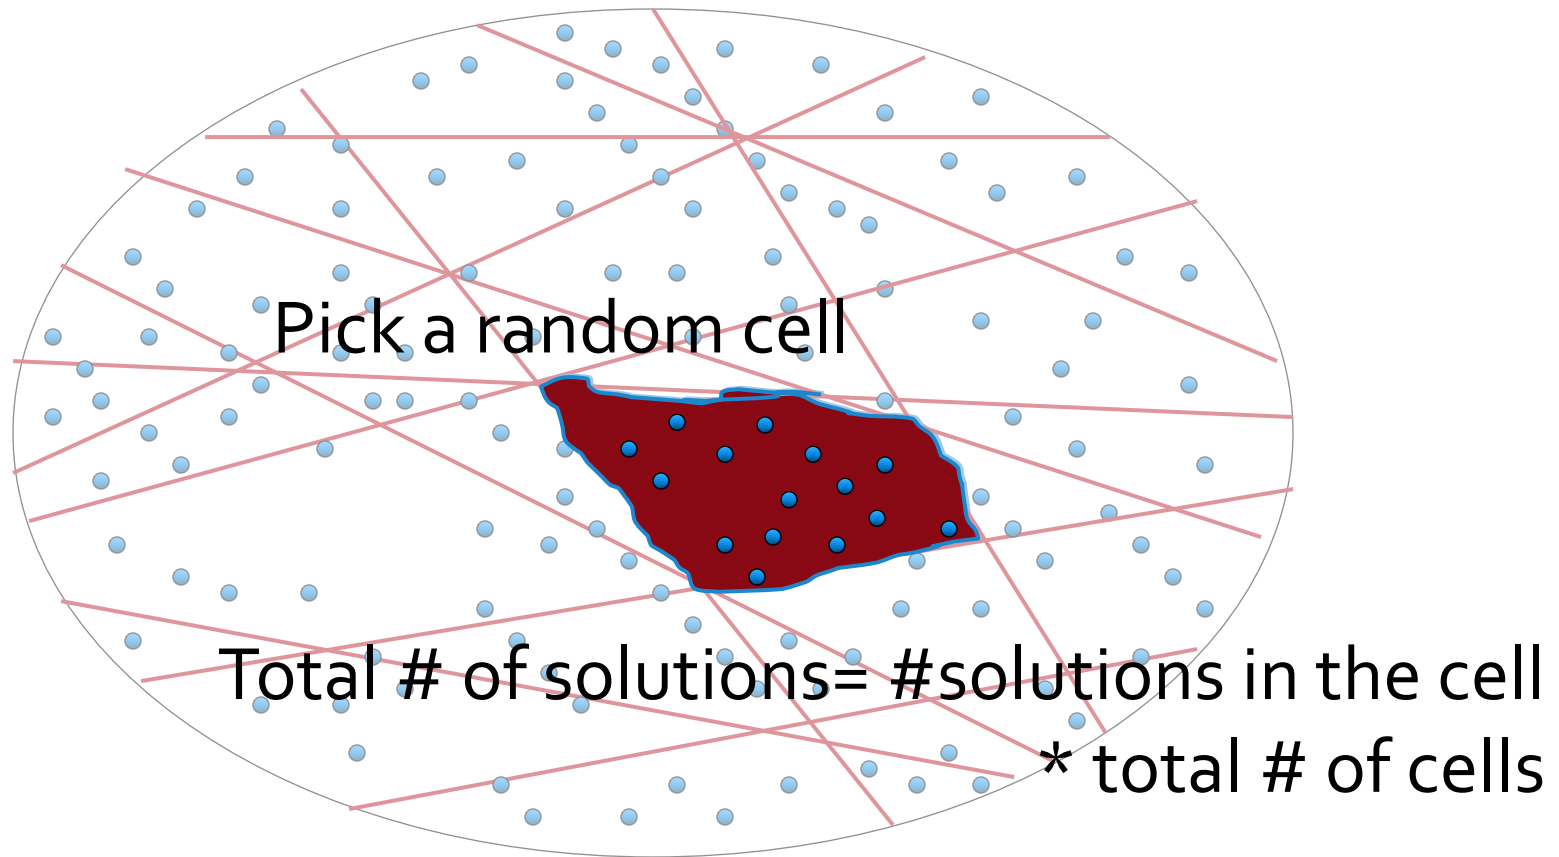 Pick a random cell
Total # of solutions= #solutions in the cell
* total # of cells